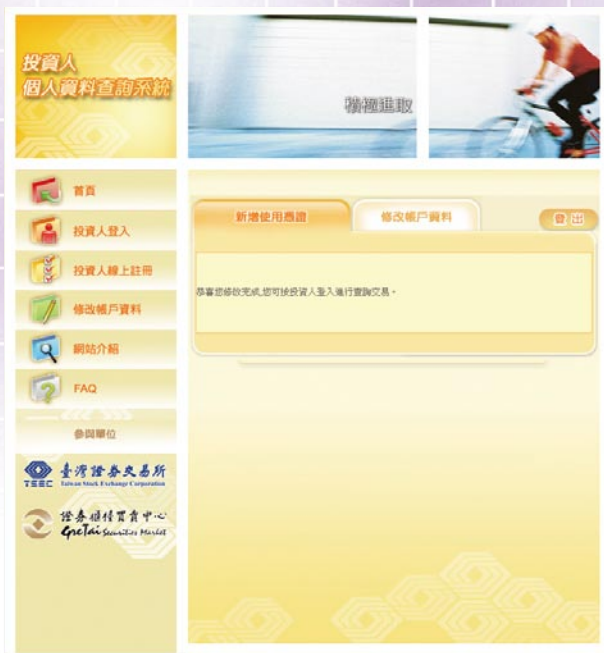 投資人
個人資料查詢系統
積極進取
首頁
投資人登入
投資人線上註冊
修改帳戶資料
網站介紹
FAQ
參與單位
TSEC
臺灣證券交易所
Taiwan Stock Exchange Corporation
證券櫃檯買賣中心
GreTai Securities Market
新增使用憑證
修改帳戶資料
登出
恭喜您修改完成,您可按投資人登入進行查詢交易。